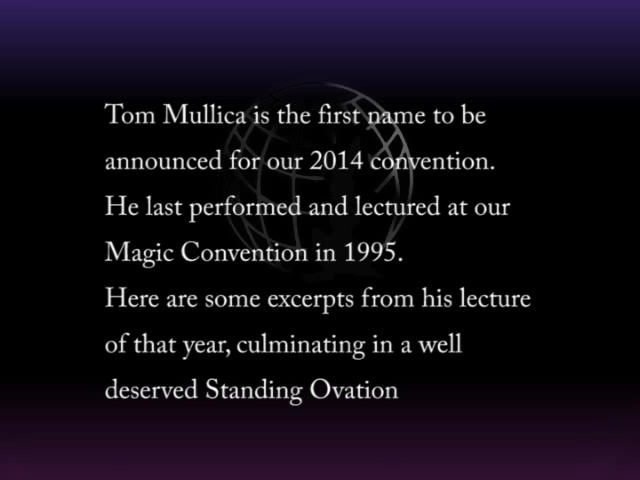 Tom Mullica is the first name to be
announced for our 2014 convention.
He last performed and lectured at our
Magic Convention in 1995.
Here are some excerpts from his lecture
of that year, culminating in a well
deserved Standing Ovation